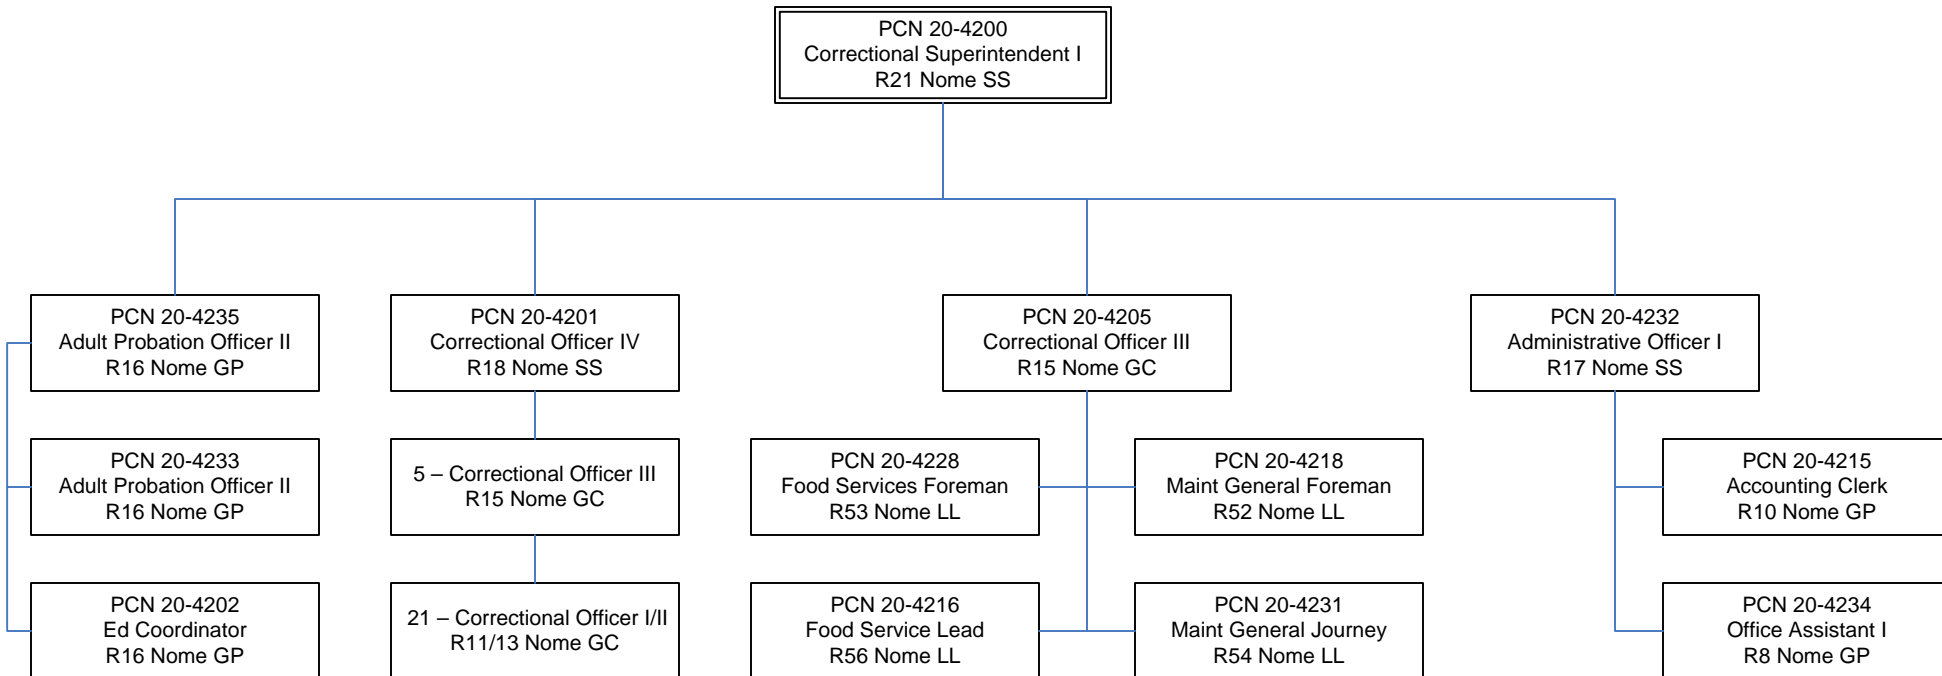 PCN 20-4200
Correctional Superintendent I
R21 Nome SS
PCN 20-4235
Adult Probation Officer II
R16 Nome GP
PCN 20-4201
Correctional Officer IV
R18 Nome SS
PCN 20-4205
Correctional Officer III
R15 Nome GC
PCN 20-4232
Administrative Officer I
R17 Nome SS
PCN 20-4233
Adult Probation Officer II
R16 Nome GP
5 – Correctional Officer III
R15 Nome GC
PCN 20-4228
Food Services Foreman
R53 Nome LL
PCN 20-4218
Maint General Foreman
R52 Nome LL
PCN 20-4215
Accounting Clerk
R10 Nome GP
PCN 20-4202
Ed Coordinator
R16 Nome GP
21 – Correctional Officer I/II
R11/13 Nome GC
PCN 20-4216
Food Service Lead
R56 Nome LL
PCN 20-4231
Maint General Journey
R54 Nome LL
PCN 20-4234
Office Assistant I
R8 Nome GP